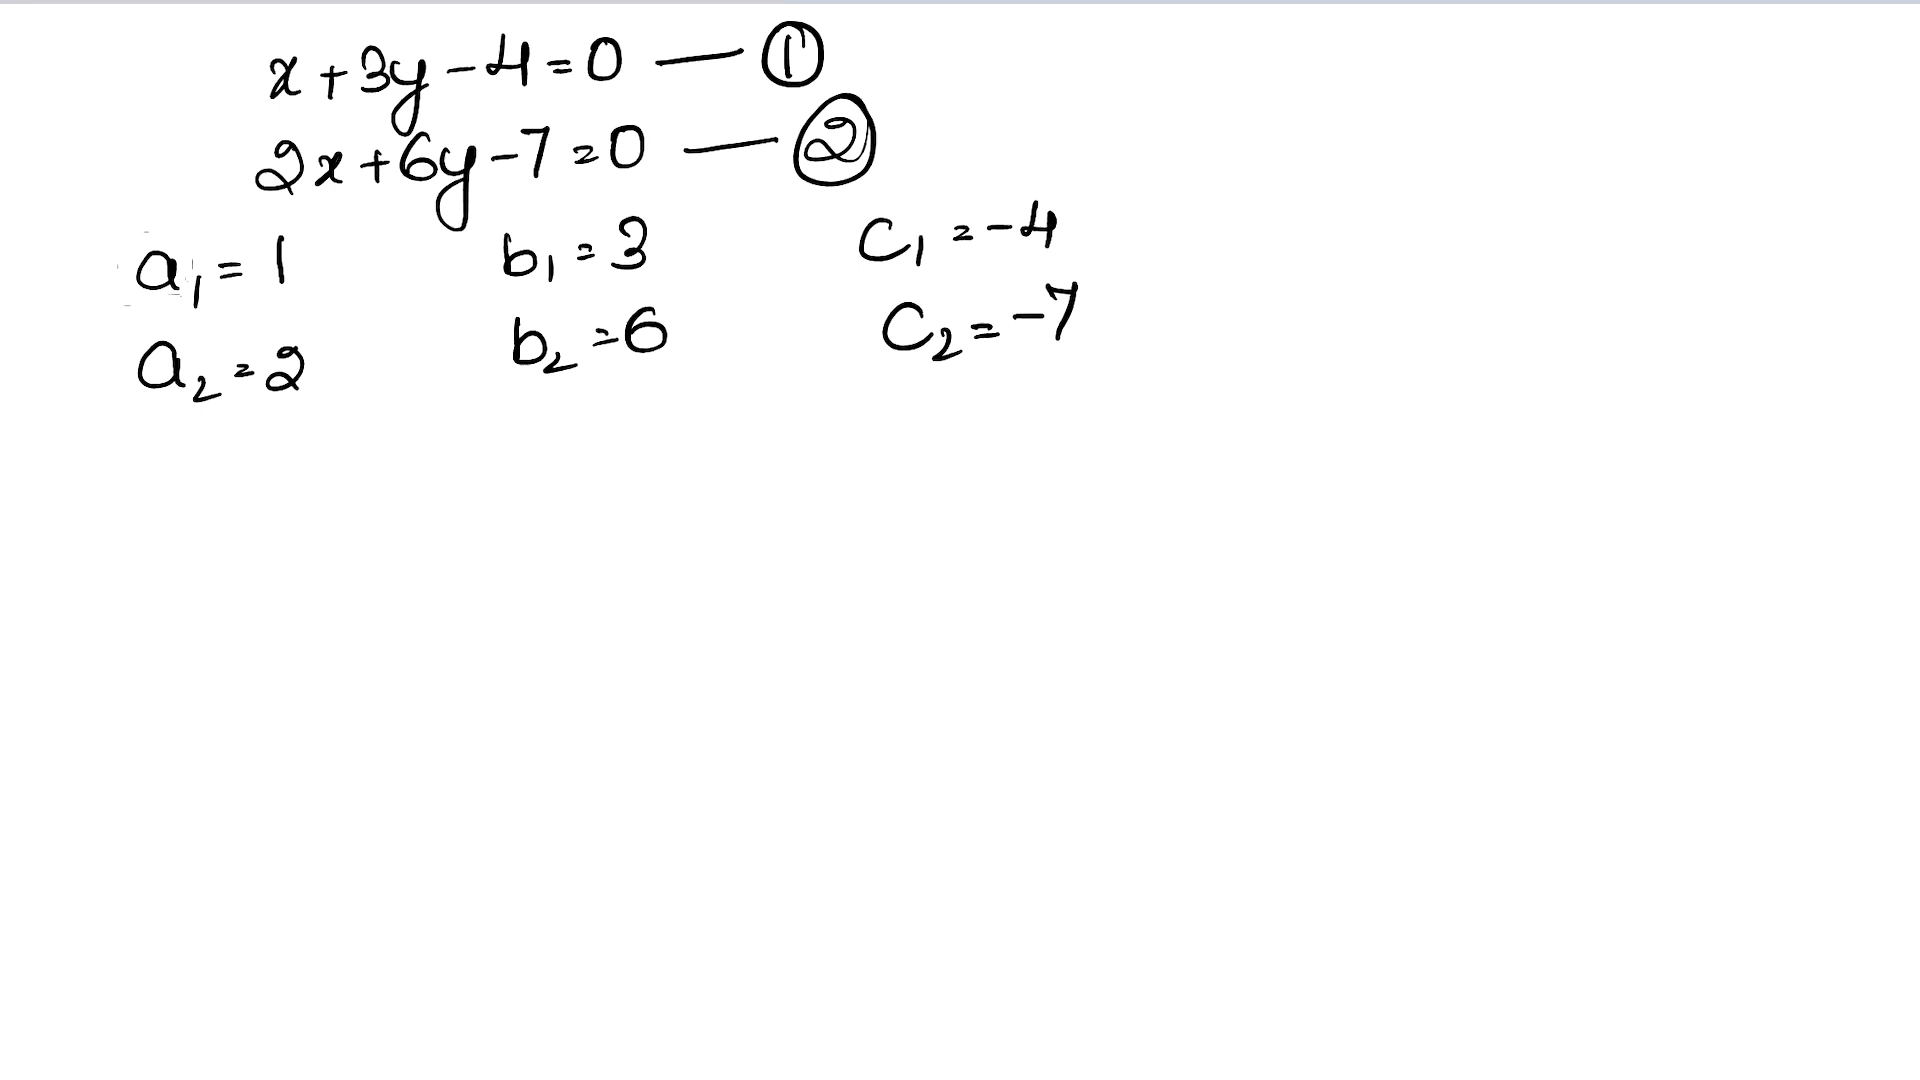 x + 3y - 4 = 0 — ①
2x + 6y - 7 = 0 — ②
a₁ = 1 b₁ = 3 c₁ = -4
a₂ = 2 b₂ = 6 c₂ = -7